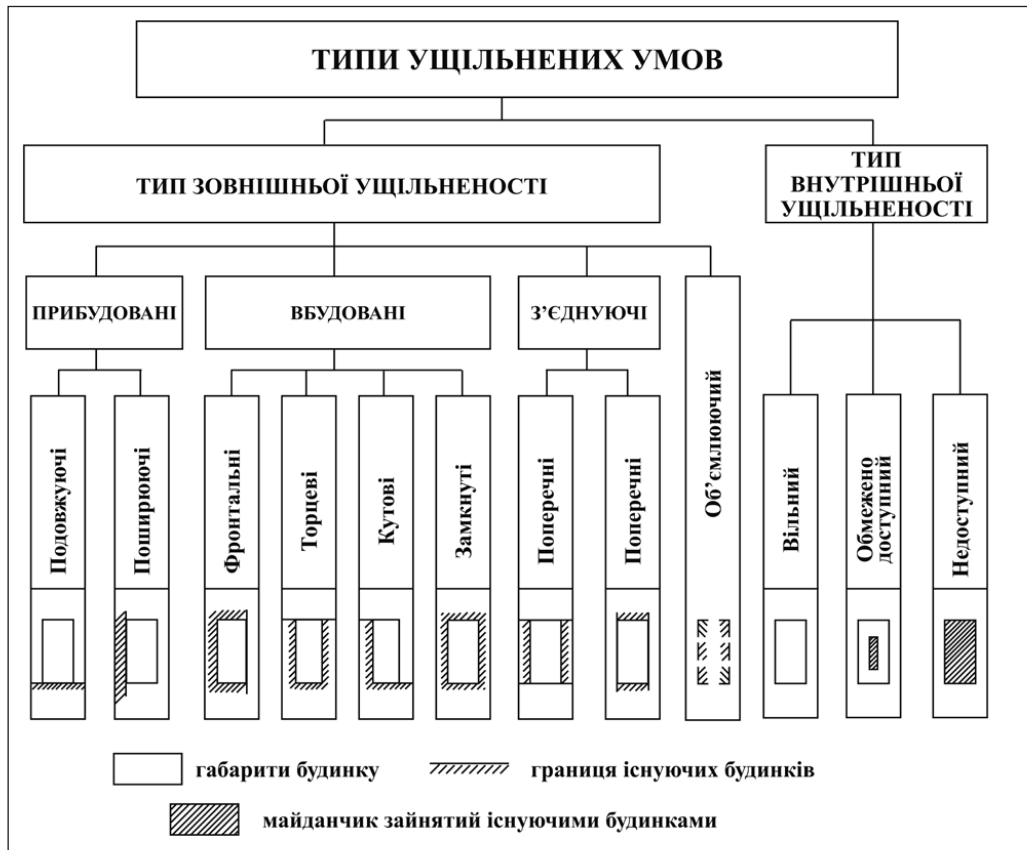 ТИПИ УЩІЛЬНЕНИХ УМОВ
ТИП ЗОВНІШНЬОЇ УЩІЛЬНЕНОСТІ
ТИП
ВНУТРІШНЬОЇ
УЩІЛЬНЕНОСТІ
ПРИБУДОВАНІ
ВБУДОВАНІ
З’ЄДНУЮЧІ
Подовжуючі
Поширюючі
Фронтальні
Торцеві
Кутові
Замкнуті
Поперечні
Поперечні
Об’ємлюючий
Вільний
Обмежено
доступний
Недоступний
габарити будинку
границя існуючих будинків
майданчик зайнятий існуючими будинками